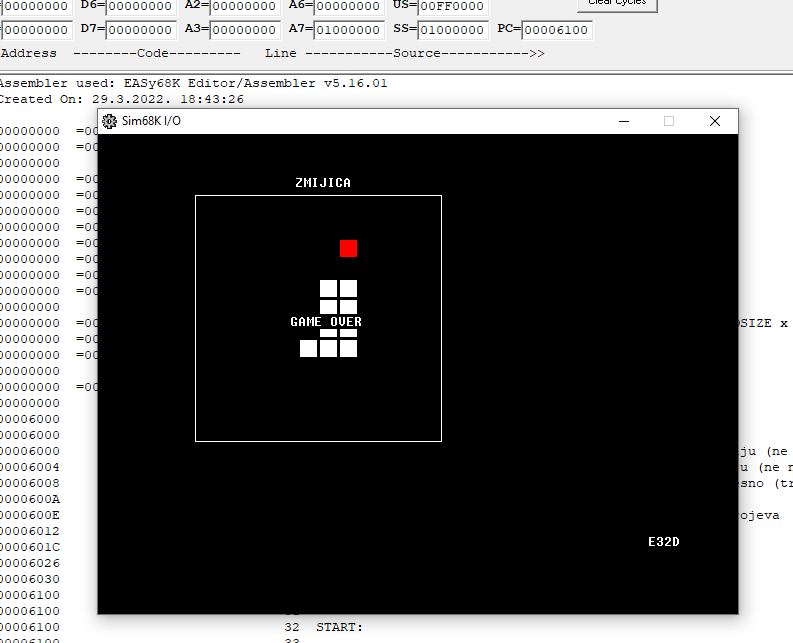 00000000 D6=00000000 A2=00000000 A6=00000000 US=00FF0000 Clear Cycles
00000000 D7=00000000 A3=00000000 A7=01000000 SS=01000000 PC=00006100
Address --------Code--------- Line -----------Source----------->>
Assembler used: EASy68K Editor/Assembler v5.16.01
Created On: 29.3.2022. 18:43:26
Sim68K I/O
00000000 =00
00000000 =00
00000000
ZMIJICA
00000000 =00
00000000 =00
00000000 =00
00000000 =00
00000000 =00
00000000 =00
00000000 =00
00000000 =00
00000000
GAME OVER
00000000 =00 OSIZE x
00000000 =00
00000000 =00
00000000
00000000 =00
00000000
00006000
00006000
00006000 (ne
00006004 u (ne
00006008
0000600A
0000600E ojeva
00006012
E32D
0000601C
00006026
00006030
00006100
00006100
00006100 32 START:
00006100 33